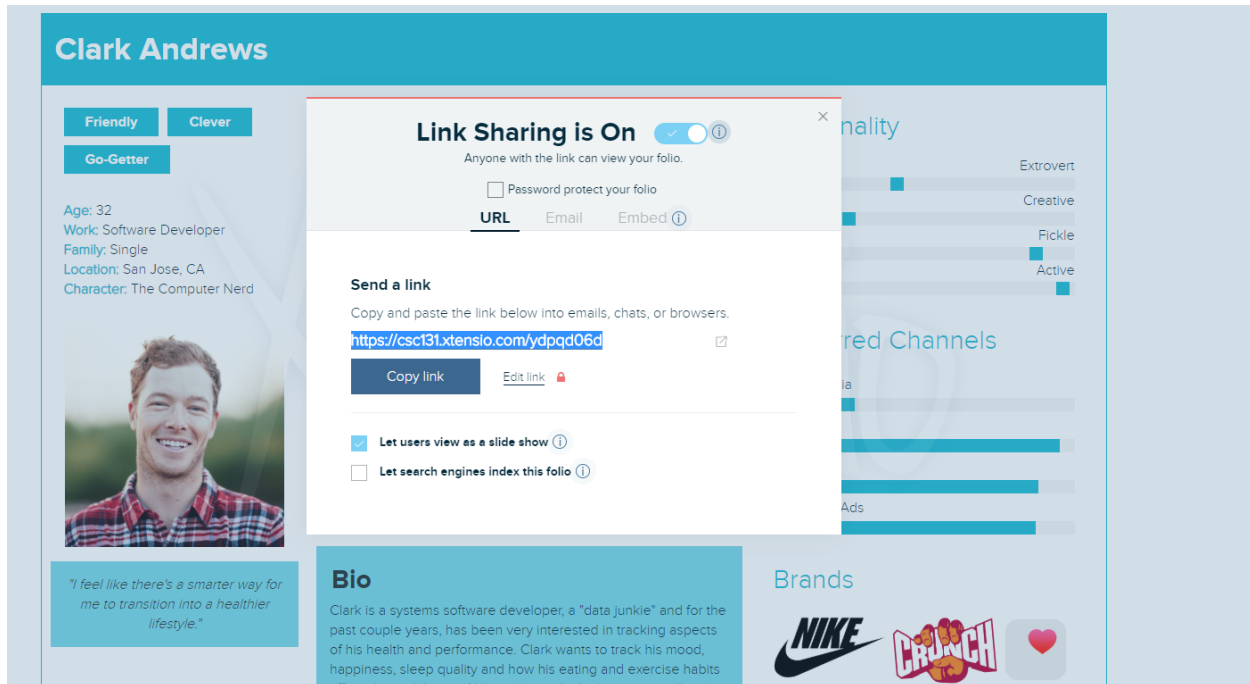 Clark Andrews
Friendly
Clever
Go-Getter
Age: 32
Work: Software Developer
Family: Single
Location: San Jose, CA
Character: The Computer Nerd
"I feel like there's a smarter way for
me to transition into a healthier
lifestyle."
Link Sharing is On
Anyone with the link can view your folio.
Password protect your folio
URL
Email
Embed
Send a link
Copy and paste the link below into emails, chats, or browsers.
https://csc131.xtensio.com/ydpqd06d
Copy link
Edit link
Let users view as a slide show
Let search engines index this folio
Bio
Clark is a systems software developer, a "data junkie" and for the
past couple years, has been very interested in tracking aspects
of his health and performance. Clark wants to track his mood,
happiness, sleep quality and how his eating and exercise habits
nality
Extrovert
Creative
Fickle
Active
red Channels
ia
Ads
Brands
NIKE
CRUNCH